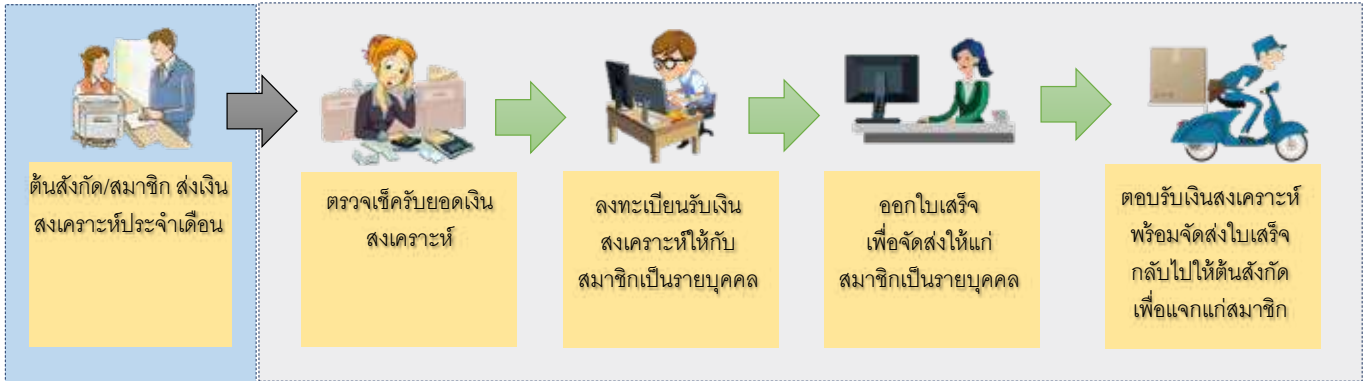 ต้นสังกัด/สมาชิก ส่งเงิน
สงเคราะห์ประจำเดือน
ตรวจเช็ครับยอดเงิน
สงเคราะห์
ลงทะเบียนรับเงิน
สงเคราะห์ให้กับ
สมาชิกเป็นรายบุคคล
ออกใบเสร็จ
เพื่อจัดส่งให้แก่
สมาชิกเป็นรายบุคคล
ตอบรับเงินสงเคราะห์
พร้อมจัดส่งใบเสร็จ
กลับไปให้ต้นสังกัด
เพื่อแจกแก่สมาชิก